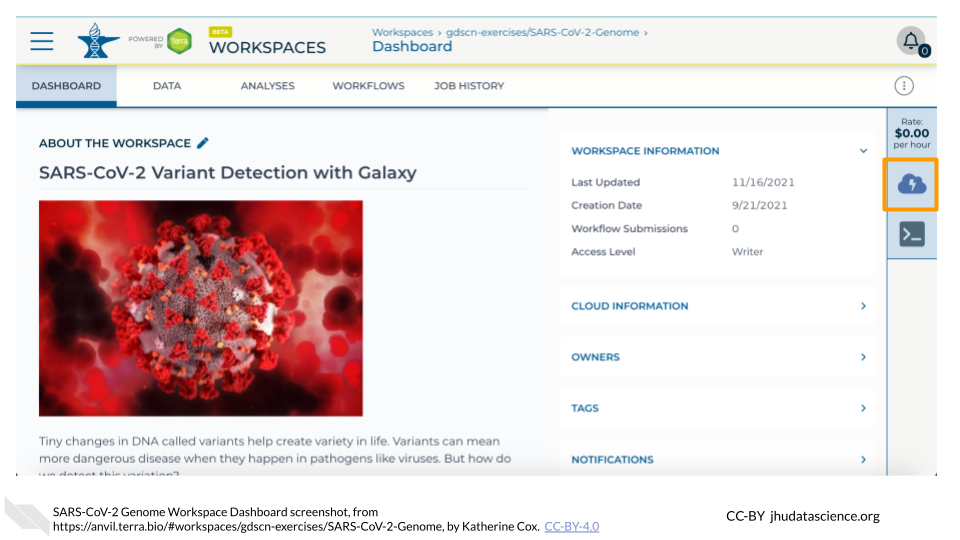 POWERED
BY
Terra
BETA
WORKSPACES
Workspaces › gdscn-exercises/SARS-CoV-2-Genome ›
Dashboard
0
DASHBOARD
DATA
ANALYSES
WORKFLOWS
JOB HISTORY
Rate:
$0.00
per hour
ABOUT THE WORKSPACE
SARS-CoV-2 Variant Detection with Galaxy
Tiny changes in DNA called variants help create variety in life. Variants can mean
more dangerous disease when they happen in pathogens like viruses. But how do
we detect this variation?
WORKSPACE INFORMATION
Last Updated 11/16/2021
Creation Date 9/21/2021
Workflow Submissions 0
Access Level Writer
CLOUD INFORMATION
OWNERS
TAGS
NOTIFICATIONS
SARS-CoV-2 Genome Workspace Dashboard screenshot, from
https://anvil.terra.bio/#workspaces/gdscn-exercises/SARS-CoV-2-Genome, by Katherine Cox. CC-BY-4.0
CC-BY jhudatascience.org